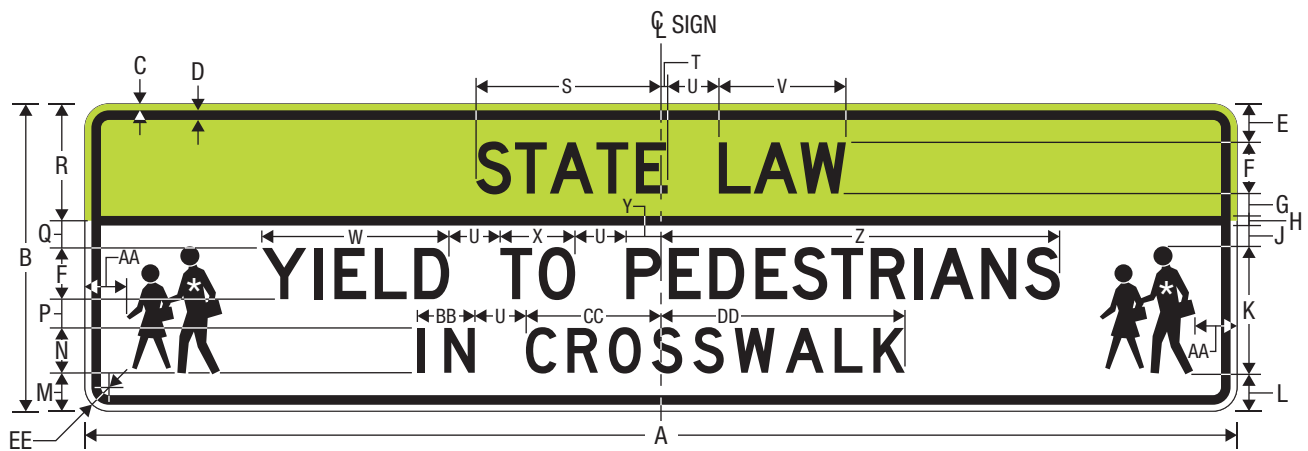 ℄ SIGN
C
D
T
S
U
V
E
R
STATE LAW
F
G
Y
H
Q
W
U
X
U
Z
J
B
AA
F
*
YIELD TO PEDESTRIANS
*
K
P
BB
U
CC
DD
N
IN CROSSWALK
AA
M
L
EE
A